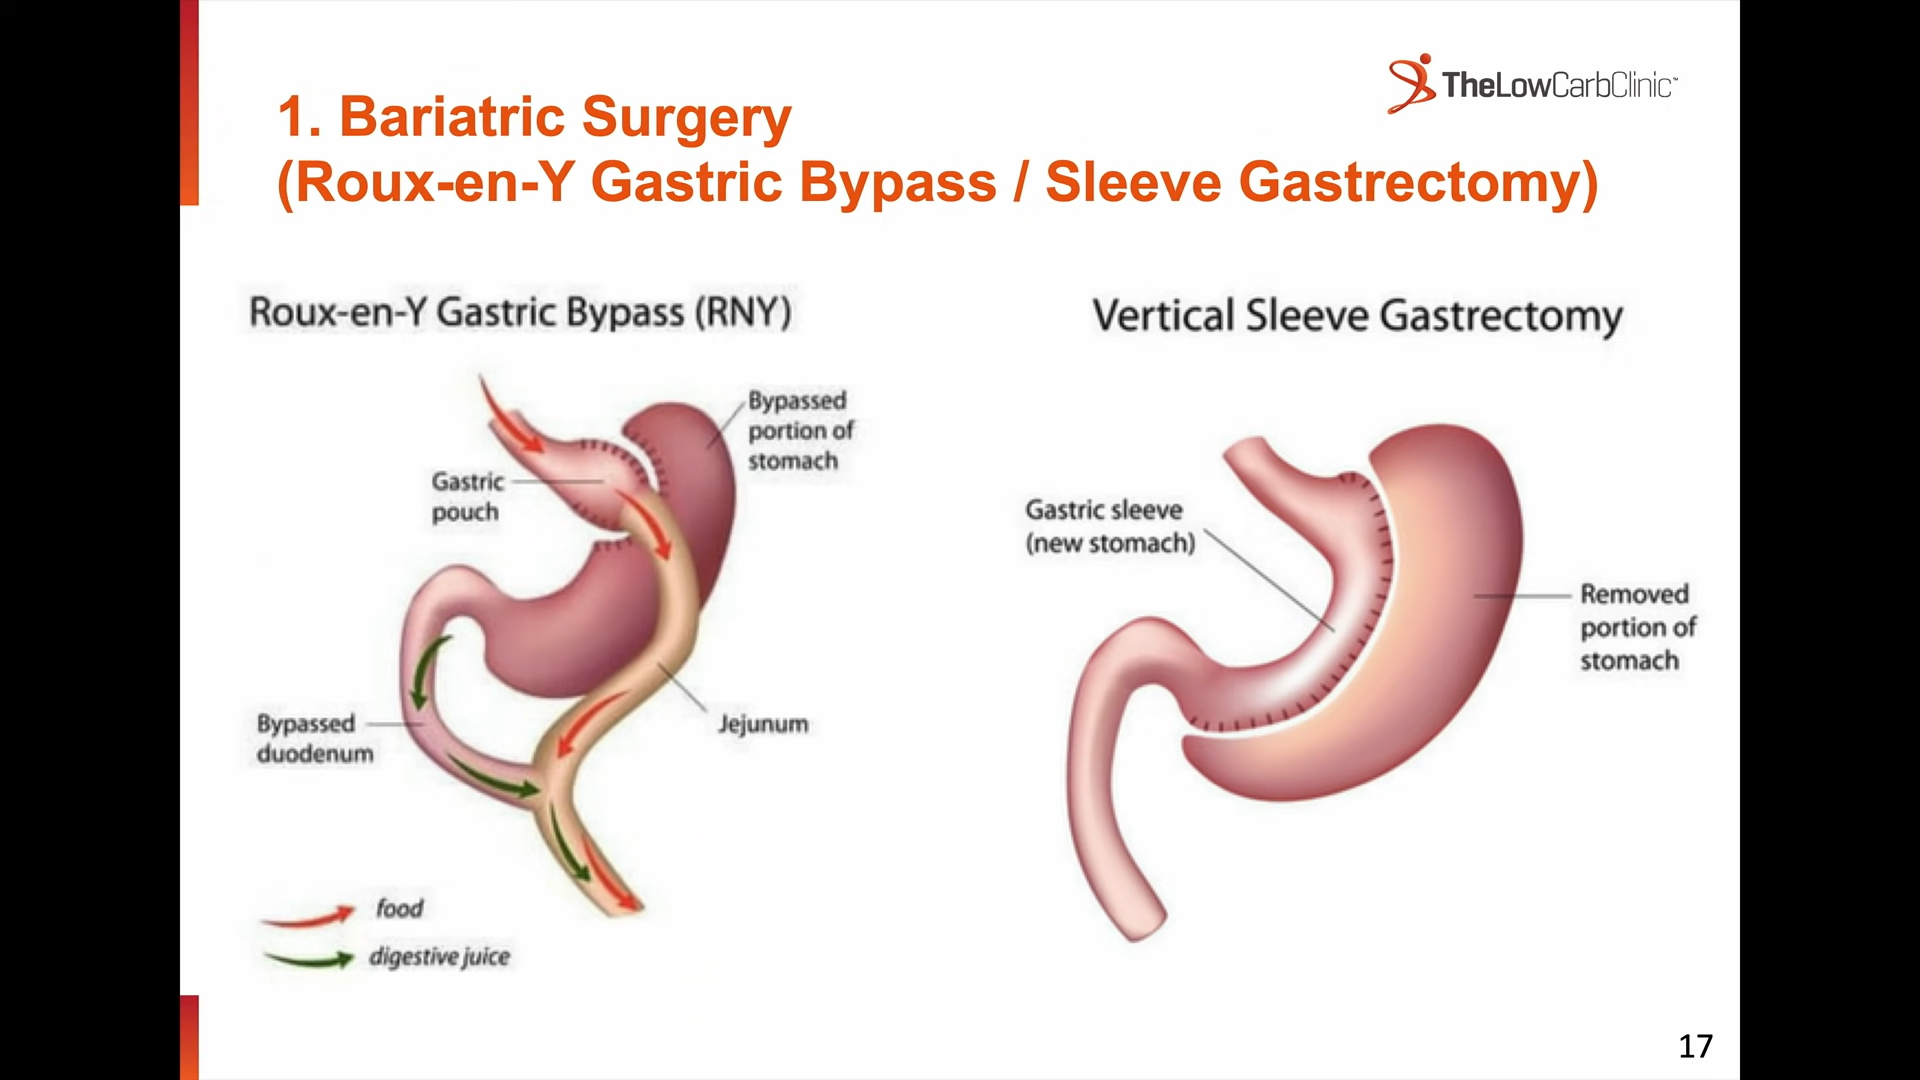 TheLowCarbClinic™
1. Bariatric Surgery
(Roux-en-Y Gastric Bypass / Sleeve Gastrectomy)
Roux-en-Y Gastric Bypass (RNY)
Bypassed
portion of
stomach
Gastric
pouch
Bypassed
duodenum
Jejunum
food
digestive juice
Vertical Sleeve Gastrectomy
Gastric sleeve
(new stomach)
Removed
portion of
stomach
17